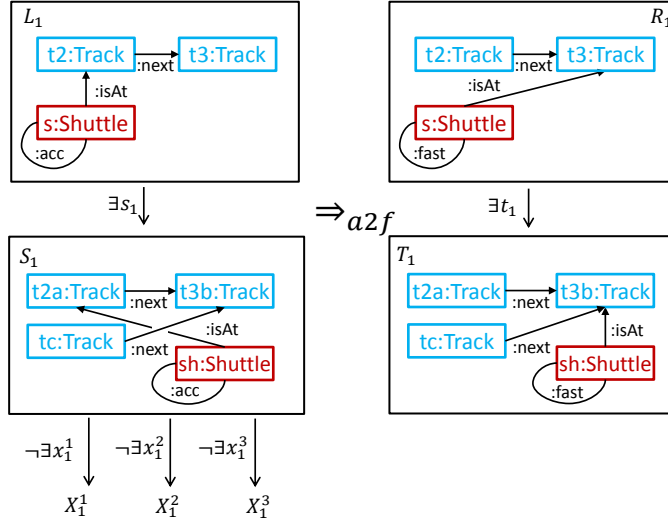 L₁
t2:Track
:next
t3:Track
:isAt
s:Shuttle
:acc
R₁
t2:Track
:next
t3:Track
:isAt
s:Shuttle
:fast
∃s₁
⇒a2f
∃t₁
S₁
t2a:Track
:next
t3b:Track
tc:Track
:next
:isAt
sh:Shuttle
:acc
T₁
t2a:Track
:next
t3b:Track
tc:Track
:next
:isAt
sh:Shuttle
:fast
¬∃x₁¹
¬∃x₁²
¬∃x₁³
X₁¹
X₁²
X₁³